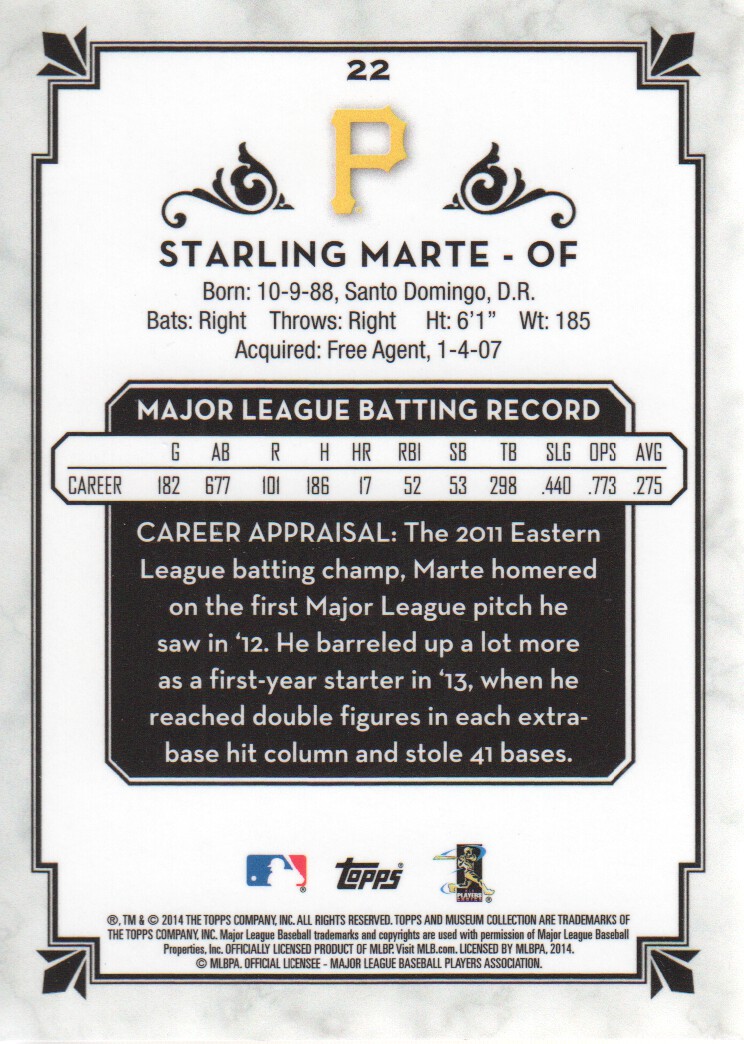 22
P
STARLING MARTE - OF
Born: 10-9-88, Santo Domingo, D.R.
Bats: Right Throws: Right Ht: 6'1" Wt: 185
Acquired: Free Agent, 1-4-07
MAJOR LEAGUE BATTING RECORD
G AB R H HR RBI SB TB SLG OPS AVG
CAREER 182 677 101 186 17 52 53 298 .440 .773 .275
CAREER APPRAISAL: The 2011 Eastern
League batting champ, Marte homered
on the first Major League pitch he
saw in '12. He barreled up a lot more
as a first-year starter in '13, when he
reached double figures in each extra-
base hit column and stole 41 bases.
® Topps® PLAYERS CHOICE ®
®, TM & © 2014 THE TOPPS COMPANY, INC. ALL RIGHTS RESERVED. TOPPS AND MUSEUM COLLECTION ARE TRADEMARKS OF
THE TOPPS COMPANY, INC. Major League Baseball trademarks and copyrights are used with permission of Major League Baseball
Properties, Inc. OFFICIALLY LICENSED PRODUCT OF MLBP. Visit MLB.com. LICENSED BY MLBPA, 2014.
© MLBPA. OFFICIAL LICENSEE - MAJOR LEAGUE BASEBALL PLAYERS ASSOCIATION.